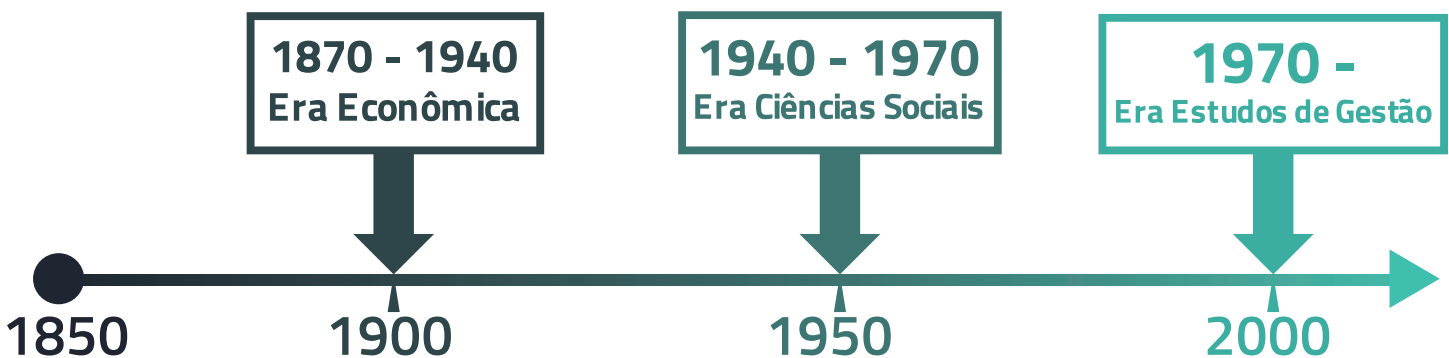 1870 - 1940
Era Econômica
1940 - 1970
Era Ciências Sociais
1970 -
Era Estudos de Gestão
1850
1900
1950
2000